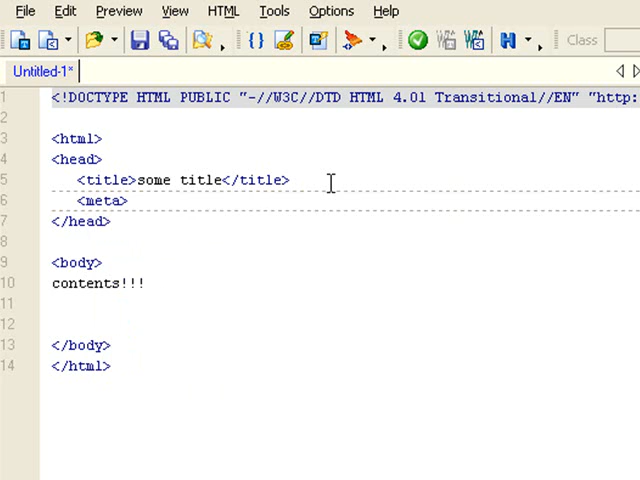 File Edit Preview View HTML Tools Options Help
Class
Untitled-1*
1 <!DOCTYPE HTML PUBLIC "-//W3C//DTD HTML 4.01 Transitional//EN" "http:
2
3 <html>
4 <head>
5 <title>some title</title>
6 <meta>
7 </head>
8
9 <body>
10 contents!!!
11
12
13 </body>
14 </html>